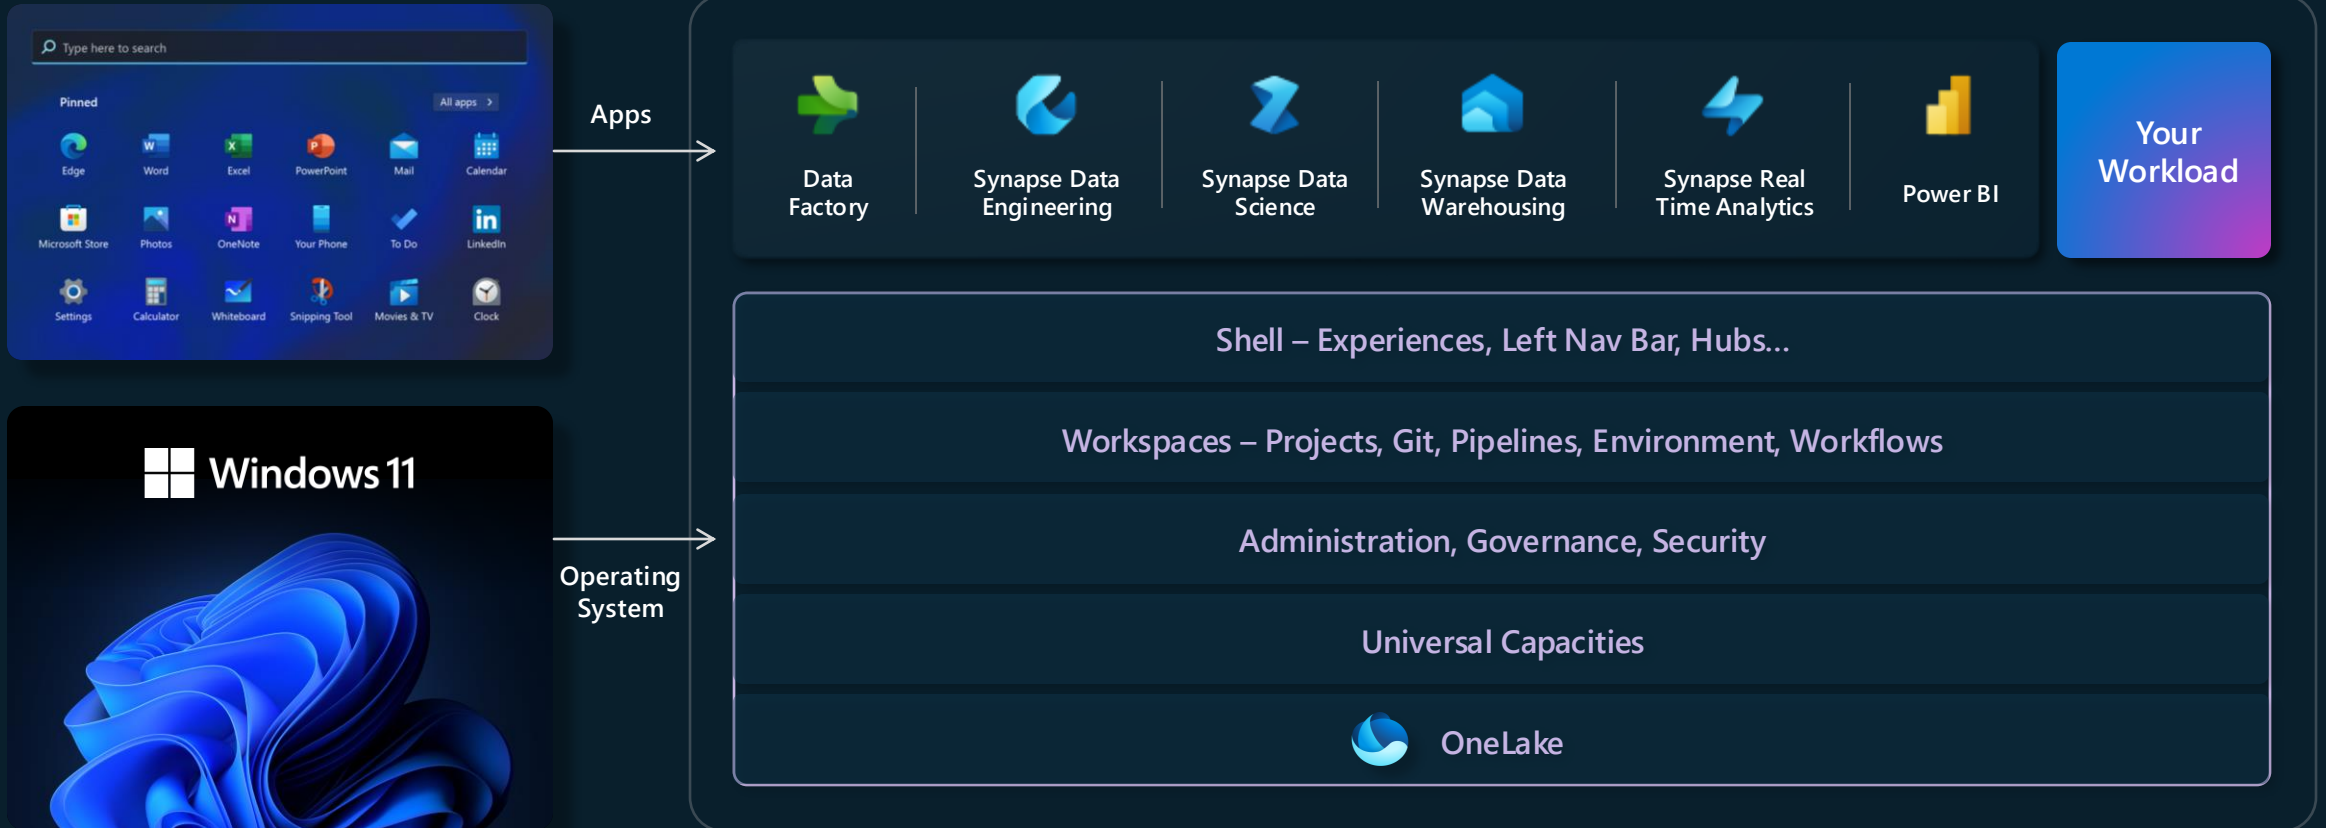 Type here to search
Pinned
All apps >
Edge
Word
Excel
PowerPoint
Mail
Calendar
Microsoft Store
Photos
OneNote
Your Phone
To Do
LinkedIn
Settings
Calculator
Whiteboard
Snipping Tool
Movies & TV
Clock
Windows 11
Apps
Operating
System
Data
Factory
Synapse Data
Engineering
Synapse Data
Science
Synapse Data
Warehousing
Synapse Real
Time Analytics
Power BI
Your
Workload
Shell – Experiences, Left Nav Bar, Hubs...
Workspaces – Projects, Git, Pipelines, Environment, Workflows
Administration, Governance, Security
Universal Capacities
OneLake